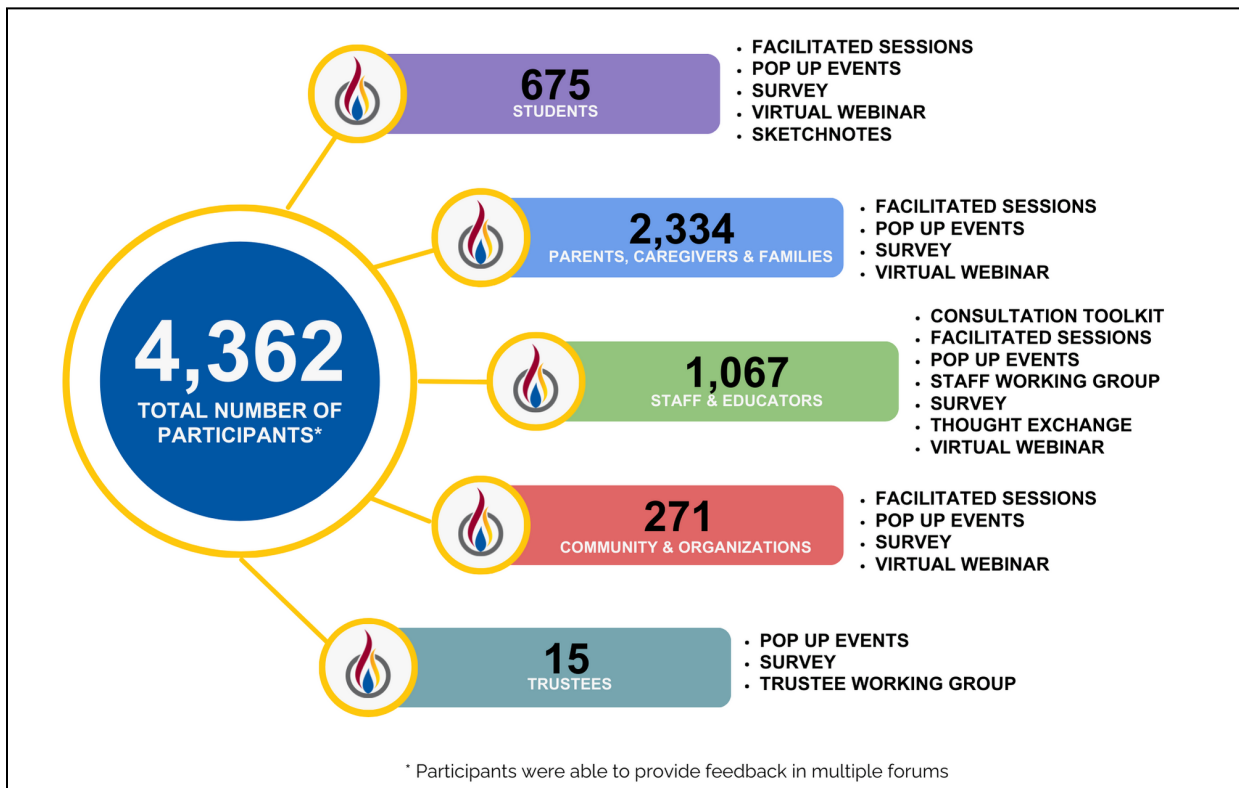 675
STUDENTS
• FACILITATED SESSIONS
• POP UP EVENTS
• SURVEY
• VIRTUAL WEBINAR
• SKETCHNOTES
2,334
PARENTS, CAREGIVERS & FAMILIES
• FACILITATED SESSIONS
• POP UP EVENTS
• SURVEY
• VIRTUAL WEBINAR
4,362
TOTAL NUMBER OF
PARTICIPANTS*
1,067
STAFF & EDUCATORS
• CONSULTATION TOOLKIT
• FACILITATED SESSIONS
• POP UP EVENTS
• STAFF WORKING GROUP
• SURVEY
• THOUGHT EXCHANGE
• VIRTUAL WEBINAR
271
COMMUNITY & ORGANIZATIONS
• FACILITATED SESSIONS
• POP UP EVENTS
• SURVEY
• VIRTUAL WEBINAR
15
TRUSTEES
• POP UP EVENTS
• SURVEY
• TRUSTEE WORKING GROUP
* Participants were able to provide feedback in multiple forums